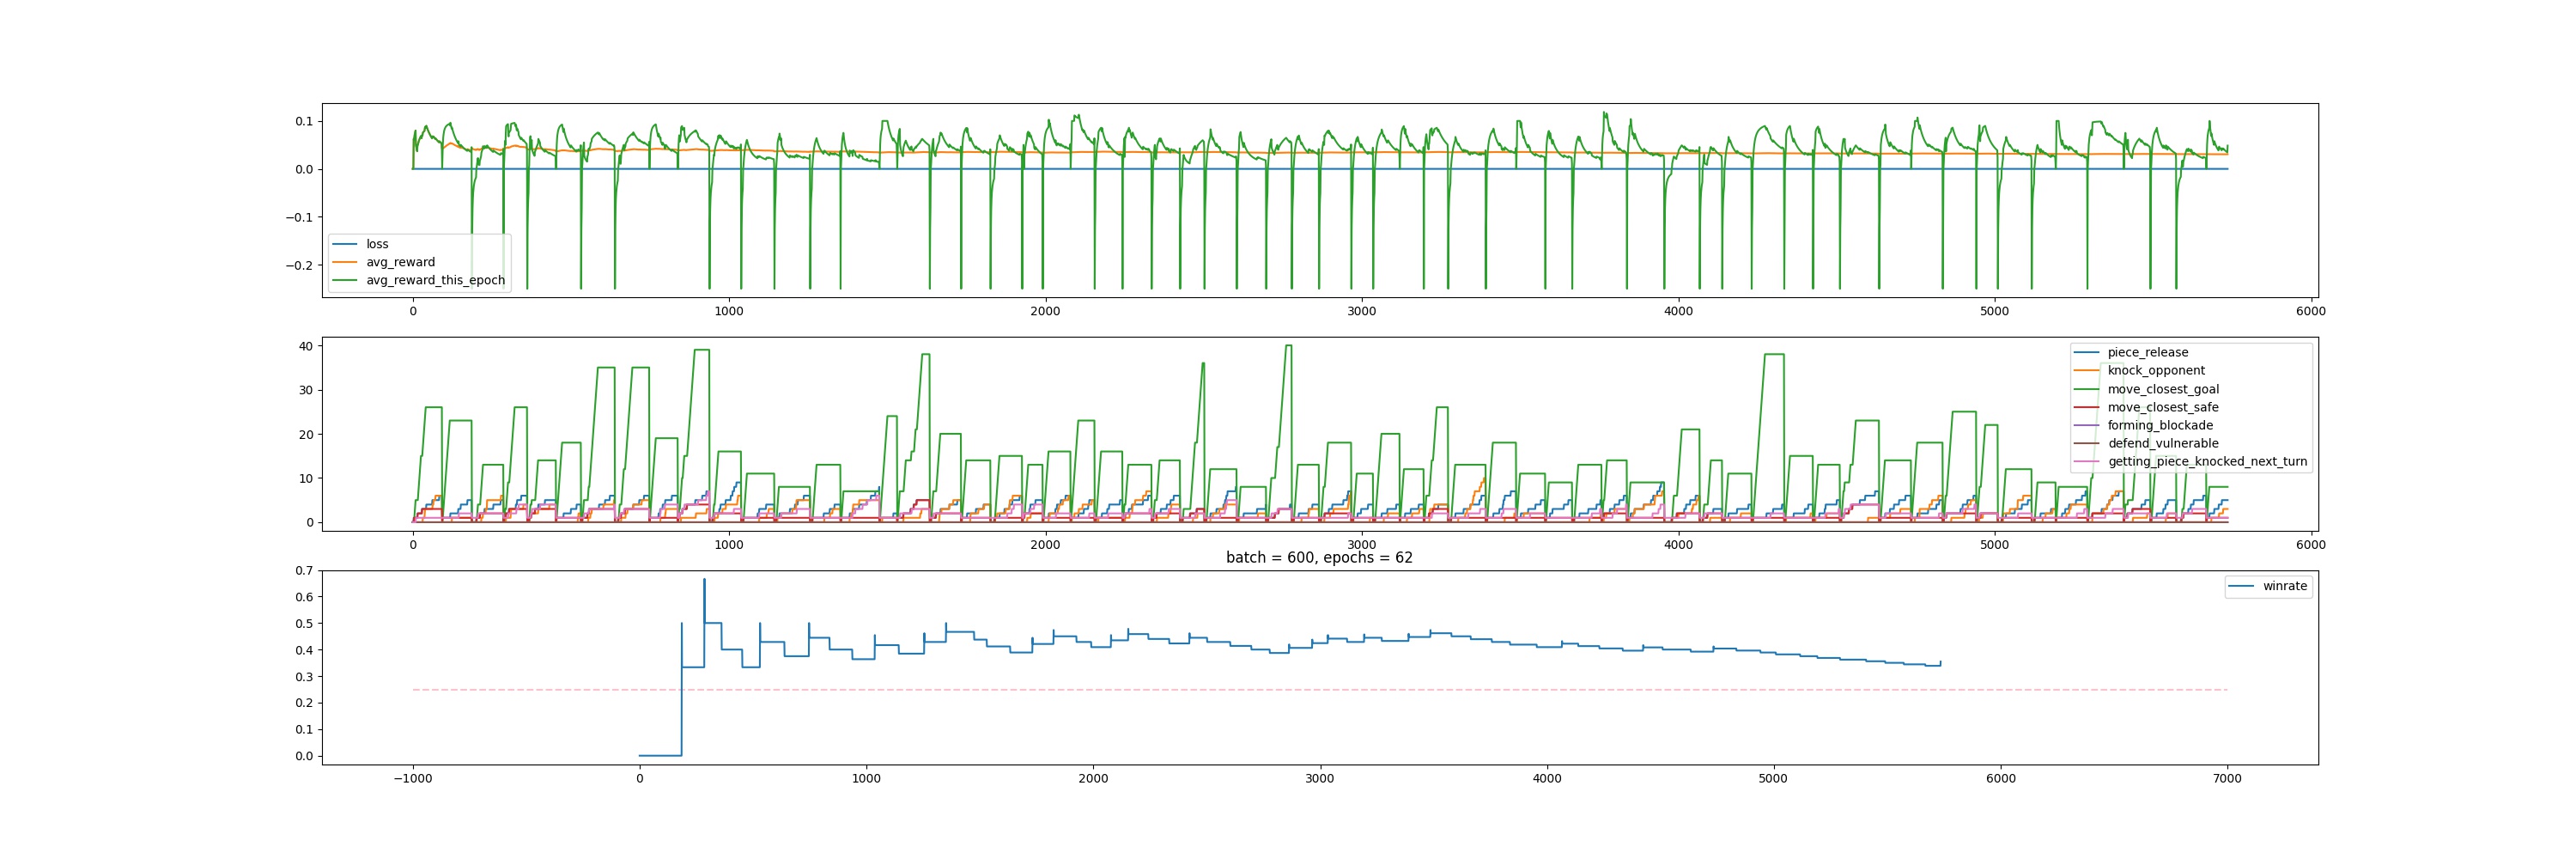 0.1
0.0
−0.1
−0.2
loss
avg_reward
avg_reward_this_epoch
0 1000 2000 3000 4000 5000 6000
40
30
20
10
0
piece_release
knock_opponent
move_closest_goal
move_closest_safe
forming_blockade
defend_vulnerable
getting_piece_knocked_next_turn
0 1000 2000 3000 4000 5000 6000
batch = 600, epochs = 62
0.7
0.6
0.5
0.4
0.3
0.2
0.1
0.0
winrate
−1000 0 1000 2000 3000 4000 5000 6000 7000